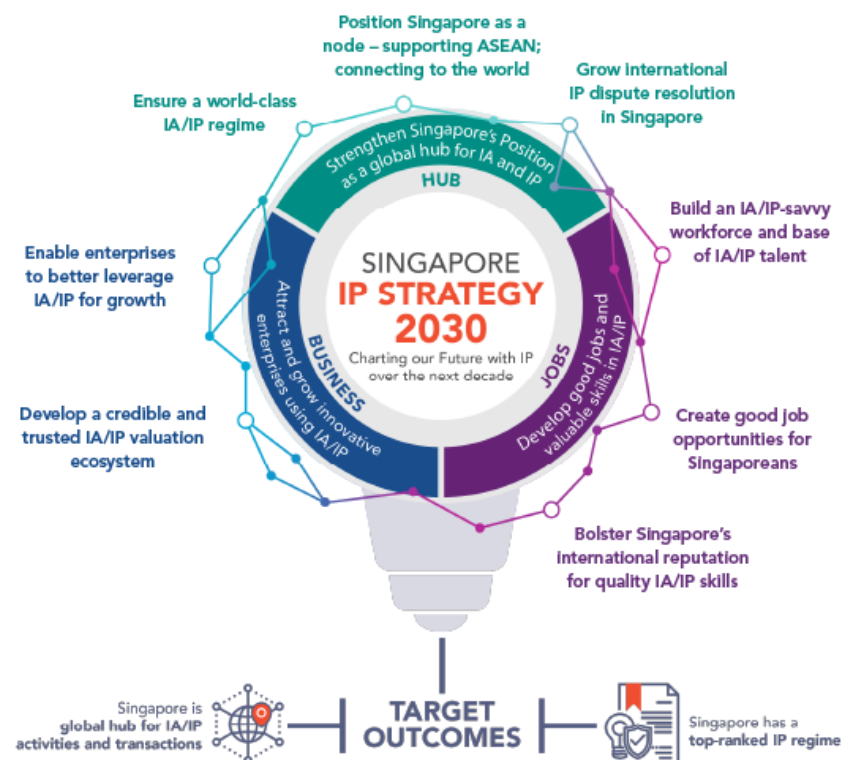 Position Singapore as a
node – supporting ASEAN;
connecting to the world
Ensure a world-class
IA/IP regime
Grow international
IP dispute resolution
in Singapore
Strengthen Singapore's Position
as a global hub for IA and IP
HUB
Enable enterprises
to better leverage
IA/IP for growth
Build an IA/IP-savvy
workforce and base
of IA/IP talent
SINGAPORE
IP STRATEGY
2030
Charting our Future with IP
over the next decade
BUSINESS
Attract and grow innovative
enterprises using IA/IP
JOBS
Develop good jobs and
valuable skills in IA/IP
Develop a credible and
trusted IA/IP valuation
ecosystem
Create good job
opportunities for
Singaporeans
Bolster Singapore's
international reputation
for quality IA/IP skills
Singapore is
global hub for IA/IP
activities and transactions
TARGET
OUTCOMES
Singapore has a
top-ranked IP regime